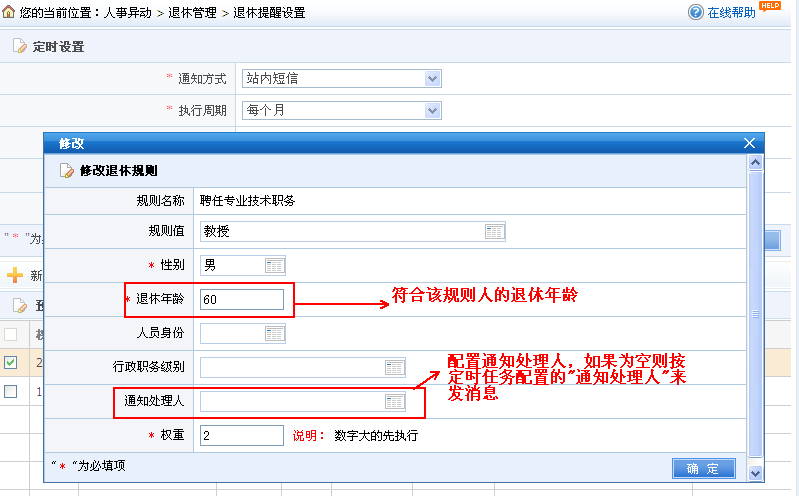 您的当前位置：人事异动 > 退休管理 > 退休提醒设置
在线帮助 HELP
定时设置
* 通知方式 站内短信
* 执行周期 每个月
修改
修改退休规则
规则名称 聘任专业技术职务
规则值 教授
* 性别 男
* 退休年龄 60
符合该规则人的退休年龄
人员身份
行政职务级别
配置通知处理人，如果为空则按
定时任务配置的"通知处理人"来
发消息
通知处理人
* 权重 2 说明： 数字大的先执行
“ * ”为必填项
确 定
" * "为
新
2
1